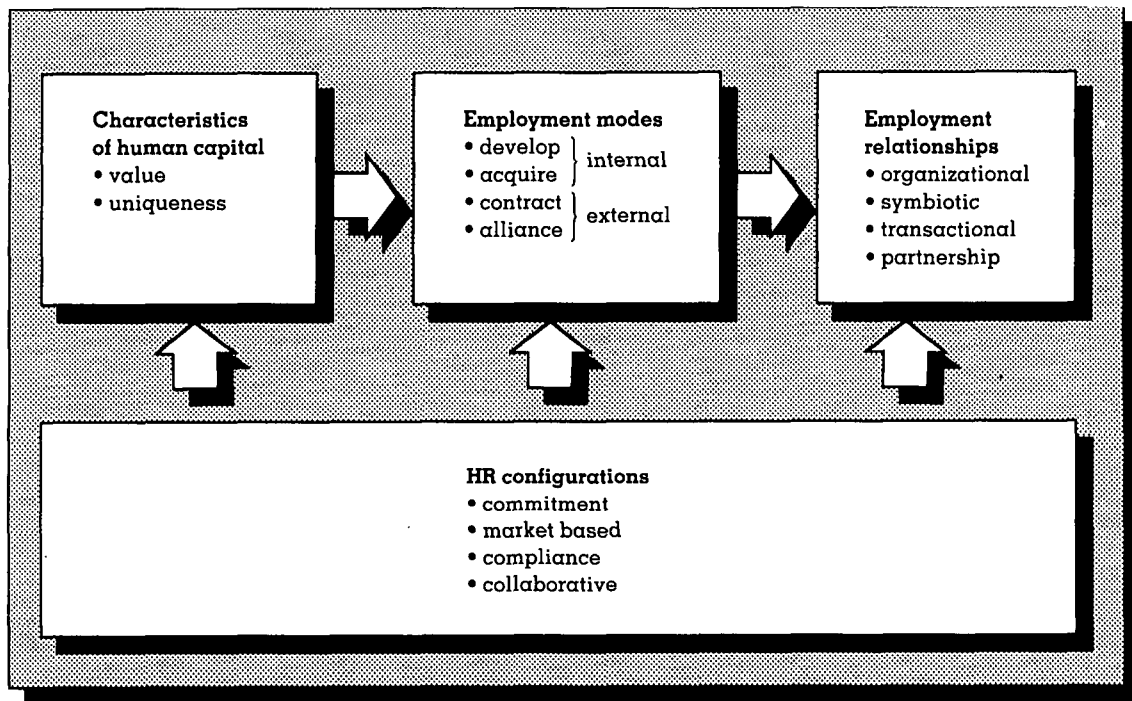 Characteristics
of human capital
• value
• uniqueness
Employment modes
• develop
• acquire
internal
• contract
• alliance
external
Employment
relationships
• organizational
• symbiotic
• transactional
• partnership
HR configurations
• commitment
• market based
• compliance
• collaborative